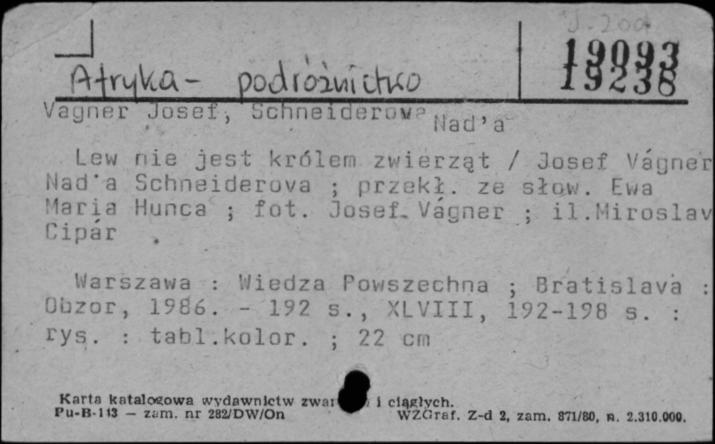 J. 200
19093
19238
Afryka - podróżnictwo
Vagner Josef, Schneiderowa Nad'a
Lew nie jest królem zwierząt / Josef Vágner
Nad'a Schneiderova ; przekł. ze słow. Ewa
Maria Hunca ; fot. Josef Vágner ; il.Miroslav
Cipár
Warszawa : Wiedza Powszechna ; Bratislava :
Obzor, 1986. - 192 s., XLVIII, 192-198 s. :
rys. : tabl.kolor. ; 22 cm
Karta katalogowa wydawnictw zwar i ciągłych.
Pu-B-113 — zam. nr 282/DW/On WZGraf. Z-d 2, zam. 871/80, n. 2.310.000.